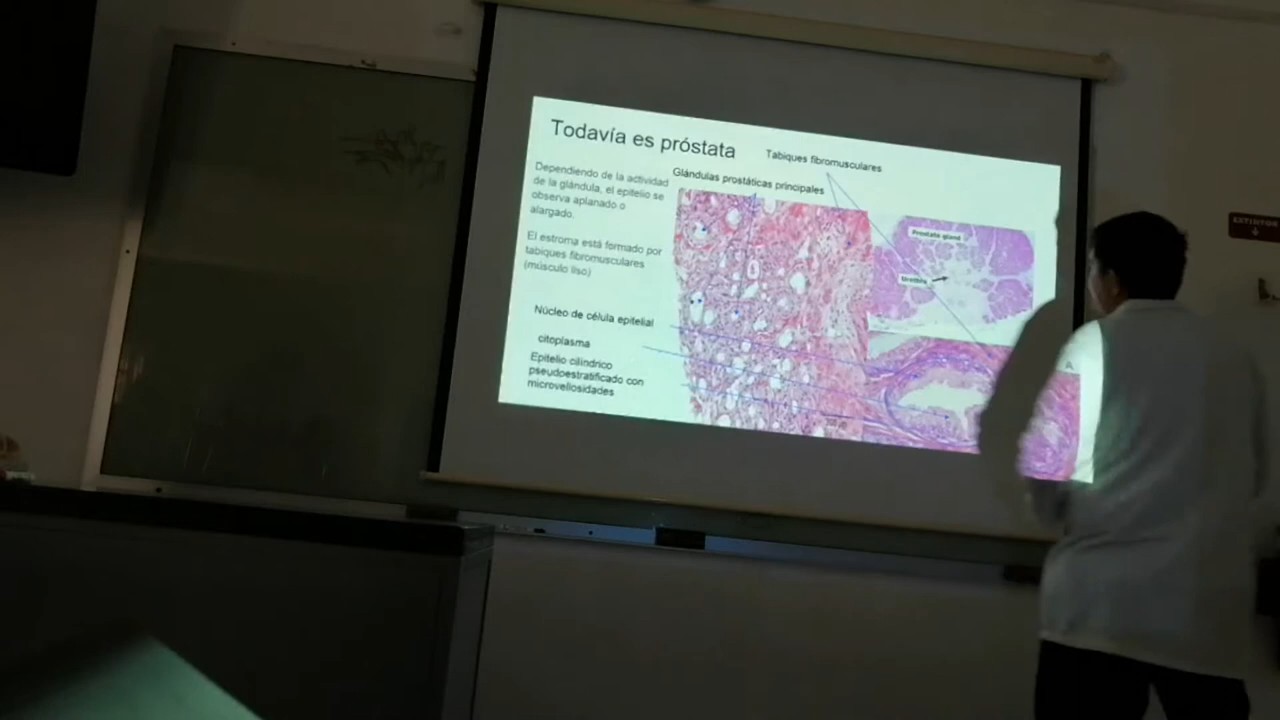 Todavía es próstata
Tabiques fibromusculares
Glándulas prostáticas principales
Dependiendo de la actividad
de la glándula, el epitelio se
observa aplanado o
alargado.
El estroma está formado por
tabiques fibromusculares
(músculo liso)
Núcleo de célula epitelial
citoplasma
Epitelio cilíndrico
pseudoestratificado con
microvellosidades
Prostate gland
Urethra
A
EXTINTOR